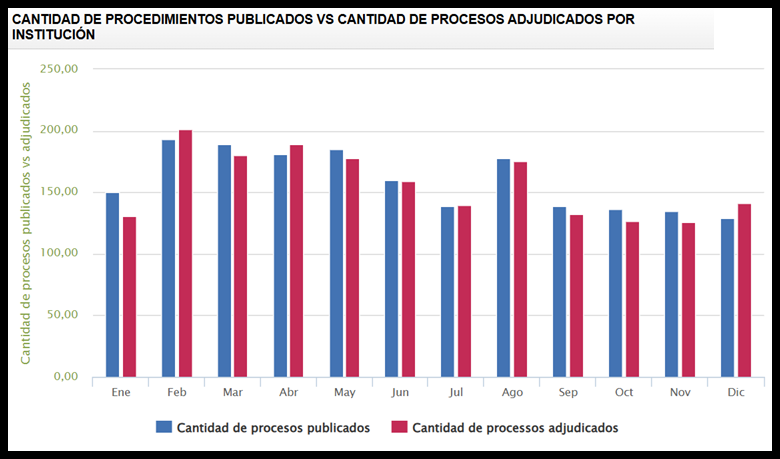 CANTIDAD DE PROCEDIMIENTOS PUBLICADOS VS CANTIDAD DE PROCESOS ADJUDICADOS POR
INSTITUCIÓN
Cantidad de procesos publicados vs adjudicados
250,00
200,00
150,00
100,00
50,00
0,00
Ene Feb Mar Abr May Jun Jul Ago Sep Oct Nov Dic
Cantidad de procesos publicados Cantidad de processos adjudicados